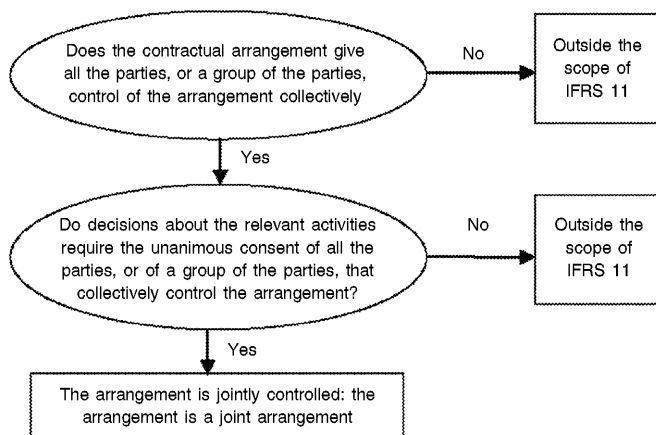 Does the contractual arrangement give
all the parties, or a group of the parties,
control of the arrangement collectively
No
Outside the
scope of
IFRS 11
Yes
Do decisions about the relevant activities
require the unanimous consent of all the
parties, or of a group of the parties, that
collectively control the arrangement?
No
Outside the
scope of
IFRS 11
Yes
The arrangement is jointly controlled: the
arrangement is a joint arrangement